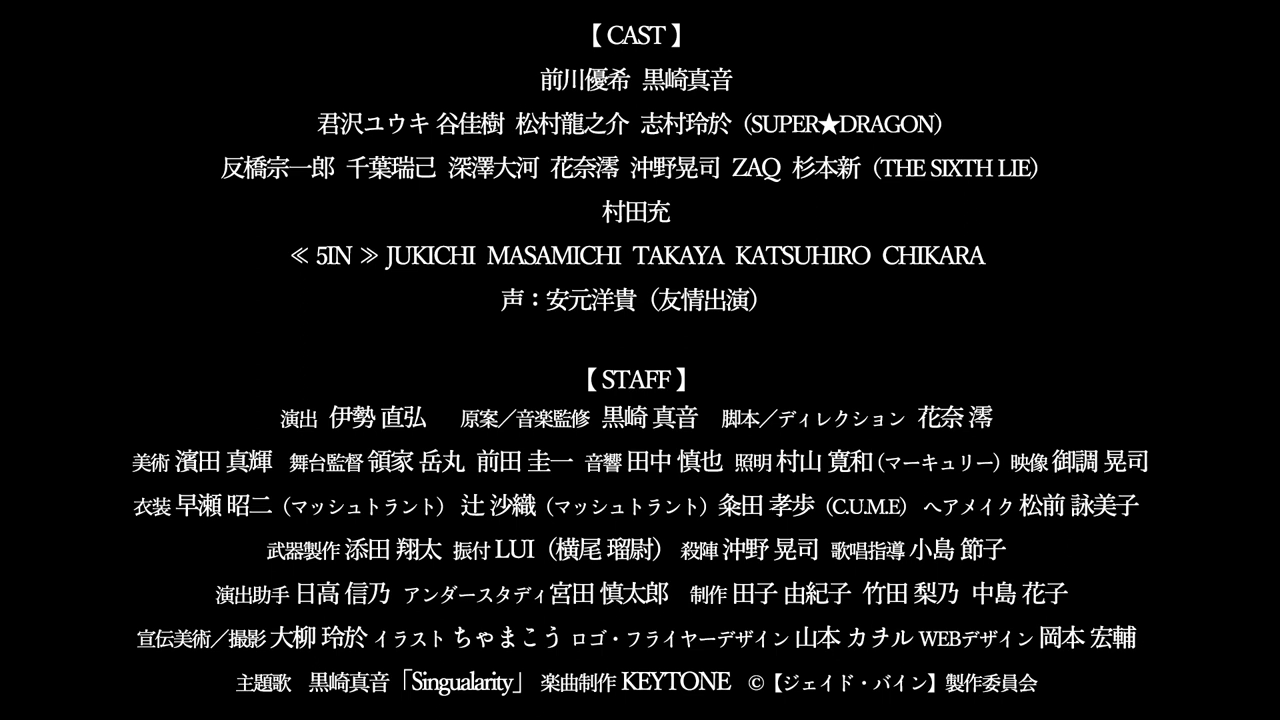 【 CAST 】
前川優希 黒崎真音
君沢ユウキ 谷佳樹 松村龍之介 志村玲於（SUPER★DRAGON）
反橋宗一郎 千葉瑞己 深澤大河 花奈澪 沖野晃司 ZAQ 杉本新（THE SIXTH LIE）
村田充
≪ 5IN ≫ JUKICHI MASAMICHI TAKAYA KATSUHIRO CHIKARA
声：安元洋貴（友情出演）
【 STAFF 】
演出 伊勢 直弘 原案／音楽監修 黒崎 真音 脚本／ディレクション 花奈 澪
美術 濱田 真輝 舞台監督 領家 岳丸 前田 圭一 音響 田中 慎也 照明 村山 寛和（マーキュリー）映像 御調 晃司
衣装 早瀬 昭二（マッシュトラント） 辻 沙織（マッシュトラント）粂田 孝歩（C.U.M.E） ヘアメイク 松前 詠美子
武器製作 添田 翔太 振付 LUI（横尾 瑠尉） 殺陣 沖野 晃司 歌唱指導 小島 節子
演出助手 日高 信乃 アンダースタディ 宮田 慎太郎 制作 田子 由紀子 竹田 梨乃 中島 花子
宣伝美術／撮影 大柳 玲於 イラスト ちゃまこう ロゴ・フライヤーデザイン 山本 カヲル WEBデザイン 岡本 宏輔
主題歌 黒崎真音「Singualarity」 楽曲制作 KEYTONE ©【ジェイド・バイン】製作委員会